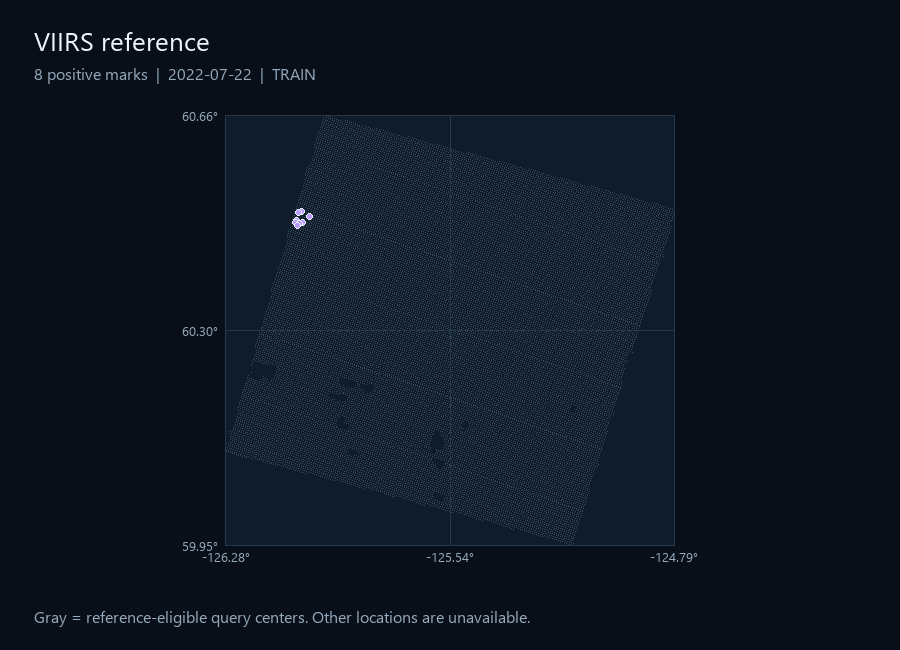 VIIRS reference
8 positive marks | 2022-07-22 | TRAIN
60.66°
60.30°
59.95°
-126.28°
-125.54°
-124.79°
Gray = reference-eligible query centers. Other locations are unavailable.